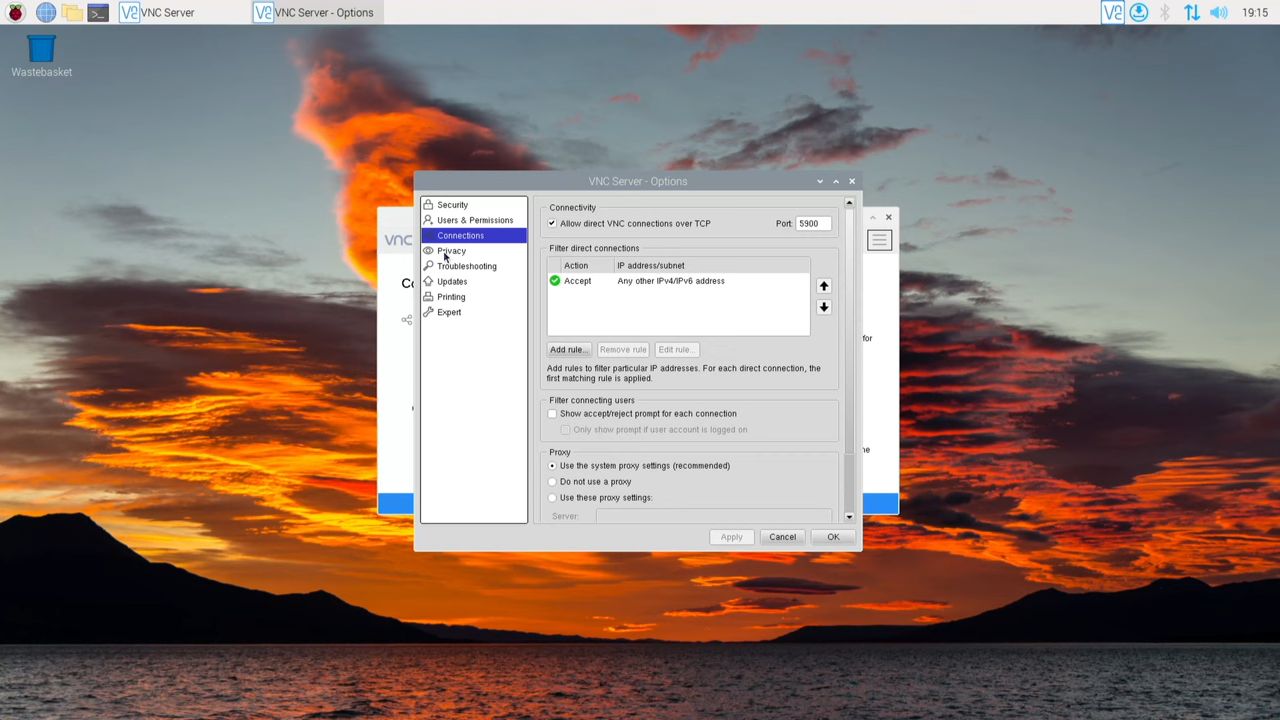 VNC Server
VNC Server - Options
19:15
Wastebasket
VNC Server - Options
Security
Users & Permissions
Connections
Privacy
Troubleshooting
Updates
Printing
Expert
Connectivity
Allow direct VNC connections over TCP
Port:
5900
Filter direct connections
Action
IP address/subnet
Accept
Any other IPv4/IPv6 address
Add rule...
Remove rule
Edit rule...
Add rules to filter particular IP addresses. For each direct connection, the
first matching rule is applied.
Filter connecting users
Show accept/reject prompt for each connection
Only show prompt if user account is logged on
Proxy
Use the system proxy settings (recommended)
Do not use a proxy
Use these proxy settings:
Server:
Apply
Cancel
OK
vnc
Co
for